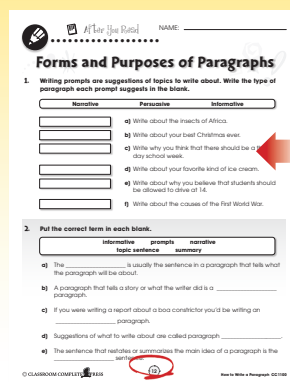 After You Read
NAME:
Forms and Purposes of Paragraphs
1. Writing prompts are suggestions of topics to write about. Write the type of
paragraph each prompt suggests in the blank.
Narrative Persuasive Informative
a) Write about the insects of Africa.
b) Write about your best Christmas ever.
c) Write why you think that there should be a
day school week.
d) Write about your favorite kind of ice cream.
e) Write about why you believe that students should
be allowed to drive at 14.
f) Write about the causes of the First World War.
2. Put the correct term in each blank.
informative prompts narrative
topic sentence summary
a) The ____ is usually the sentence in a paragraph that tells what
the paragraph will be about.
b) A paragraph that tells a story or what the writer did is a ____
paragraph.
c) If you were writing a report about a boa constrictor you'd be writing an
____ paragraph.
d) Suggestions of what to write about are called paragraph ____.
e) The sentence that restates or summarizes the main idea of a paragraph is the
____ sentence.
© CLASSROOM COMPLETE PRESS
12
How to Write a Paragraph CC1100